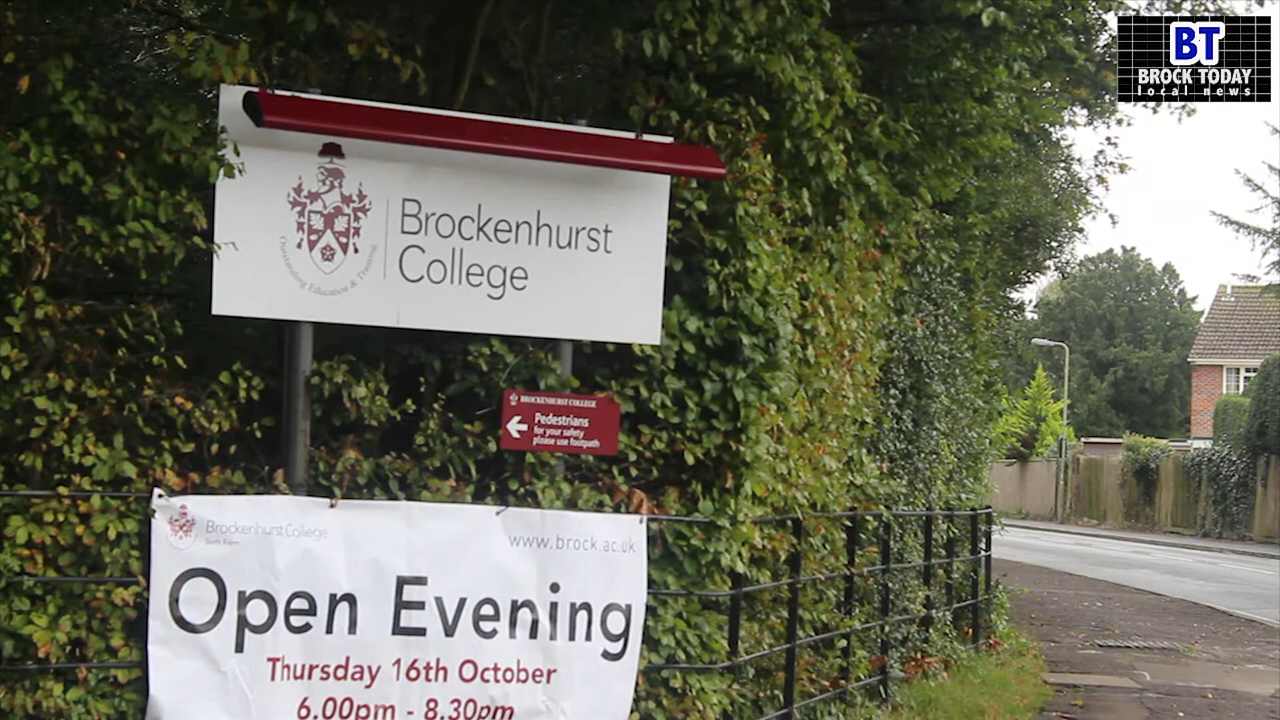 BT
BROCK TODAY
local news
Brockenhurst
College
Outstanding Education & Training
BROCKENHURST COLLEGE
Pedestrians
for your safety
please use footpath
Brockenhurst College
www.brock.ac.uk
Open Evening
Thursday 16th October
6.00pm - 8.30pm